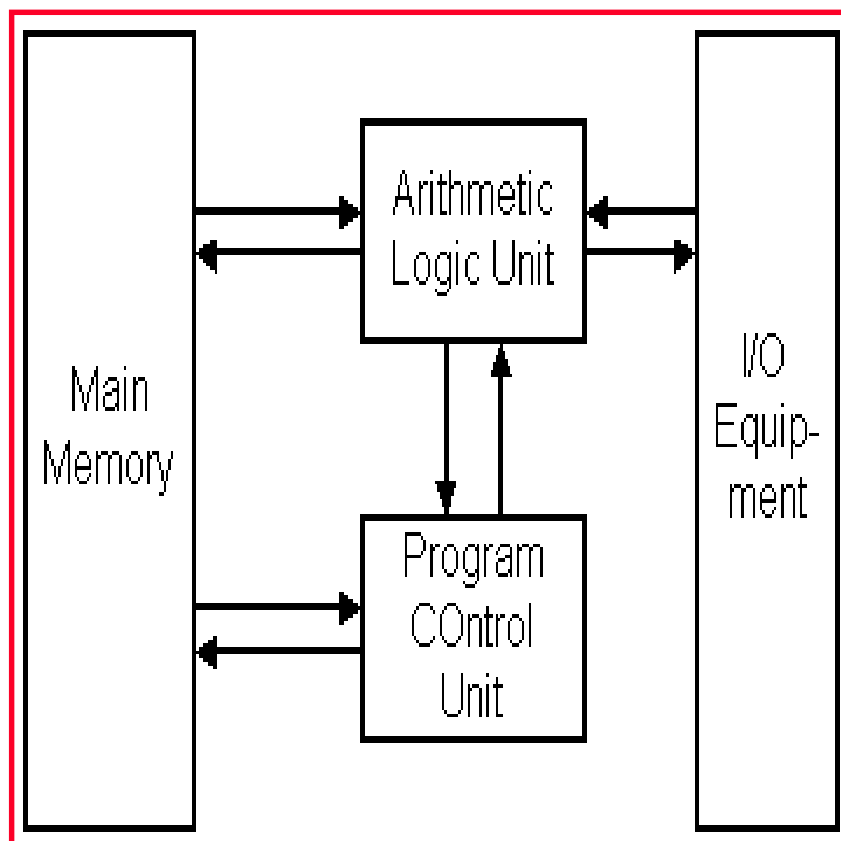 Main
Memory
Arithmetic
Logic Unit
Program
COntrol
Unit
I/O
Equip-
ment